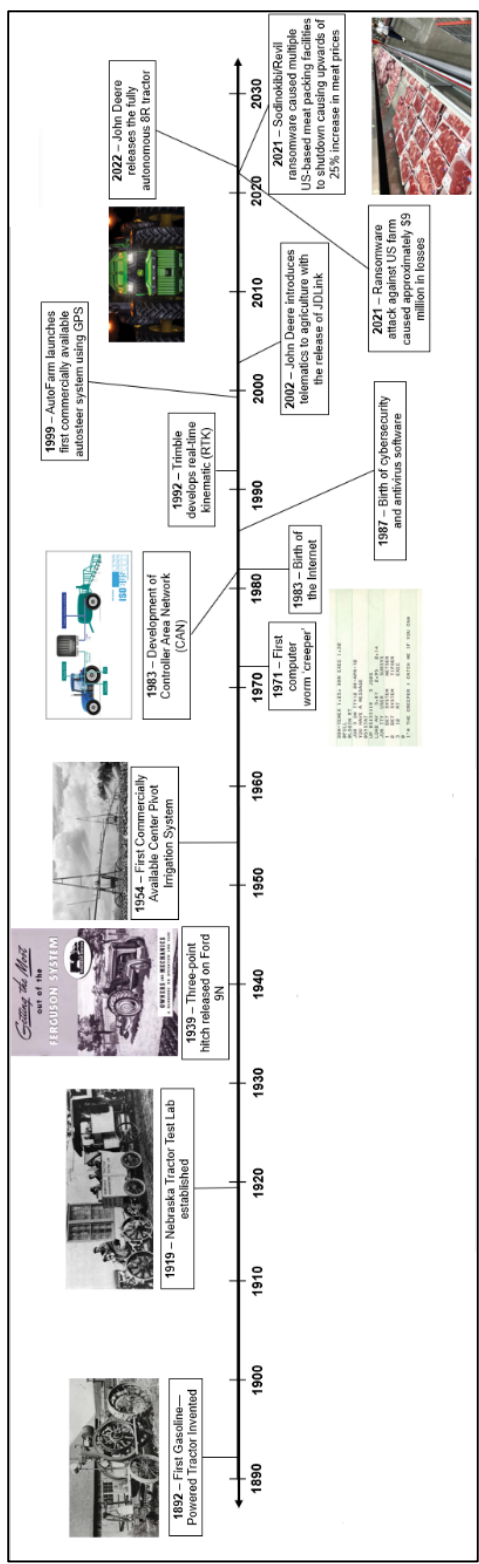 1892 – First Gasoline—
Powered Tractor Invented
1919 – Nebraska Tractor Test Lab
established
Getting the Most
out of the
FERGUSON SYSTEM
OWNERS AND MECHANICS
1939 – Three-point
hitch released on Ford
9N
1954 – First Commercially
Available Center Pivot
Irrigation System
ISO
1983 – Development of
Controller Area Network
(CAN)
1992 – Trimble
develops real-time
kinematic (RTK)
1999 – AutoFarm launches
first commercially available
autosteer system using GPS
2022 – John Deere
releases the fully
autonomous 8R tractor
1890
1900
1910
1920
1930
1940
1950
1960
1970
1980
1990
2000
2010
2020
2030
1971 – First
computer
worm 'creeper'
I'M THE CREEPER : CATCH ME IF YOU CAN
1983 – Birth of
the Internet
1987 – Birth of cybersecurity
and antivirus software
2002 – John Deere introduces
telematics to agriculture with
the release of JDLink
2021 – Ransomware
attack against US farm
caused approximately $9
million in losses
2021 – Sodinokibi/Revil
ransomware caused multiple
US-based meat packing facilities
to shutdown causing upwards of
25% increase in meat prices